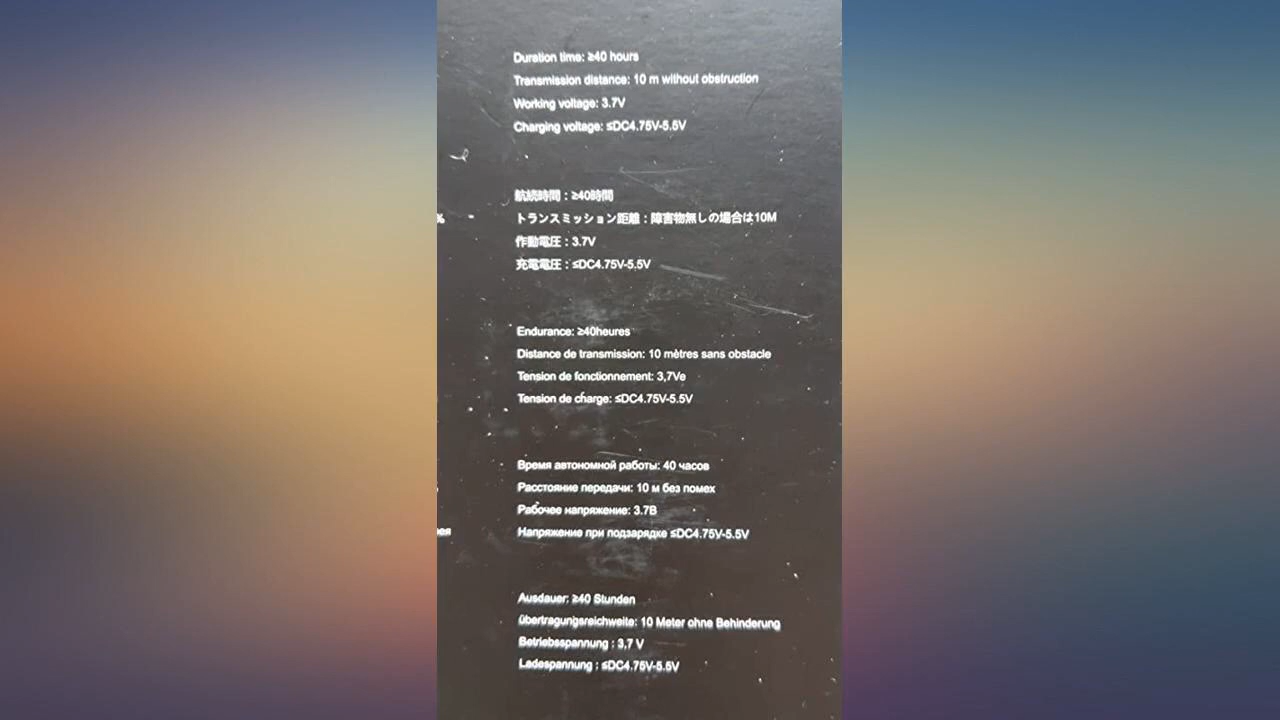 Duration time: ≥40 hours
Transmission distance: 10 m without obstruction
Working voltage: 3.7V
Charging voltage: ≤DC4.75V-5.5V
航続時間：≥40時間
%
トランスミッション距離：障害物無しの場合は10M
作動電圧：3.7V
充電電圧：≤DC4.75V-5.5V
Endurance: ≥40heures
Distance de transmission: 10 mètres sans obstacle
Tension de fonctionnement: 3,7Ve
Tension de charge: ≤DC4.75V-5.5V
Время автономной работы: 40 часов
Расстояние передачи: 10 м без помех
Рабочее напряжение: 3.7В
Напряжение при подзарядке ≤DC4.75V-5.5V
Ausdauer: ≥40 Stunden
übertragungsreichweite: 10 Meter ohne Behinderung
Betriebsspannung : 3,7 V
Ladespannung : ≤DC4.75V-5.5V